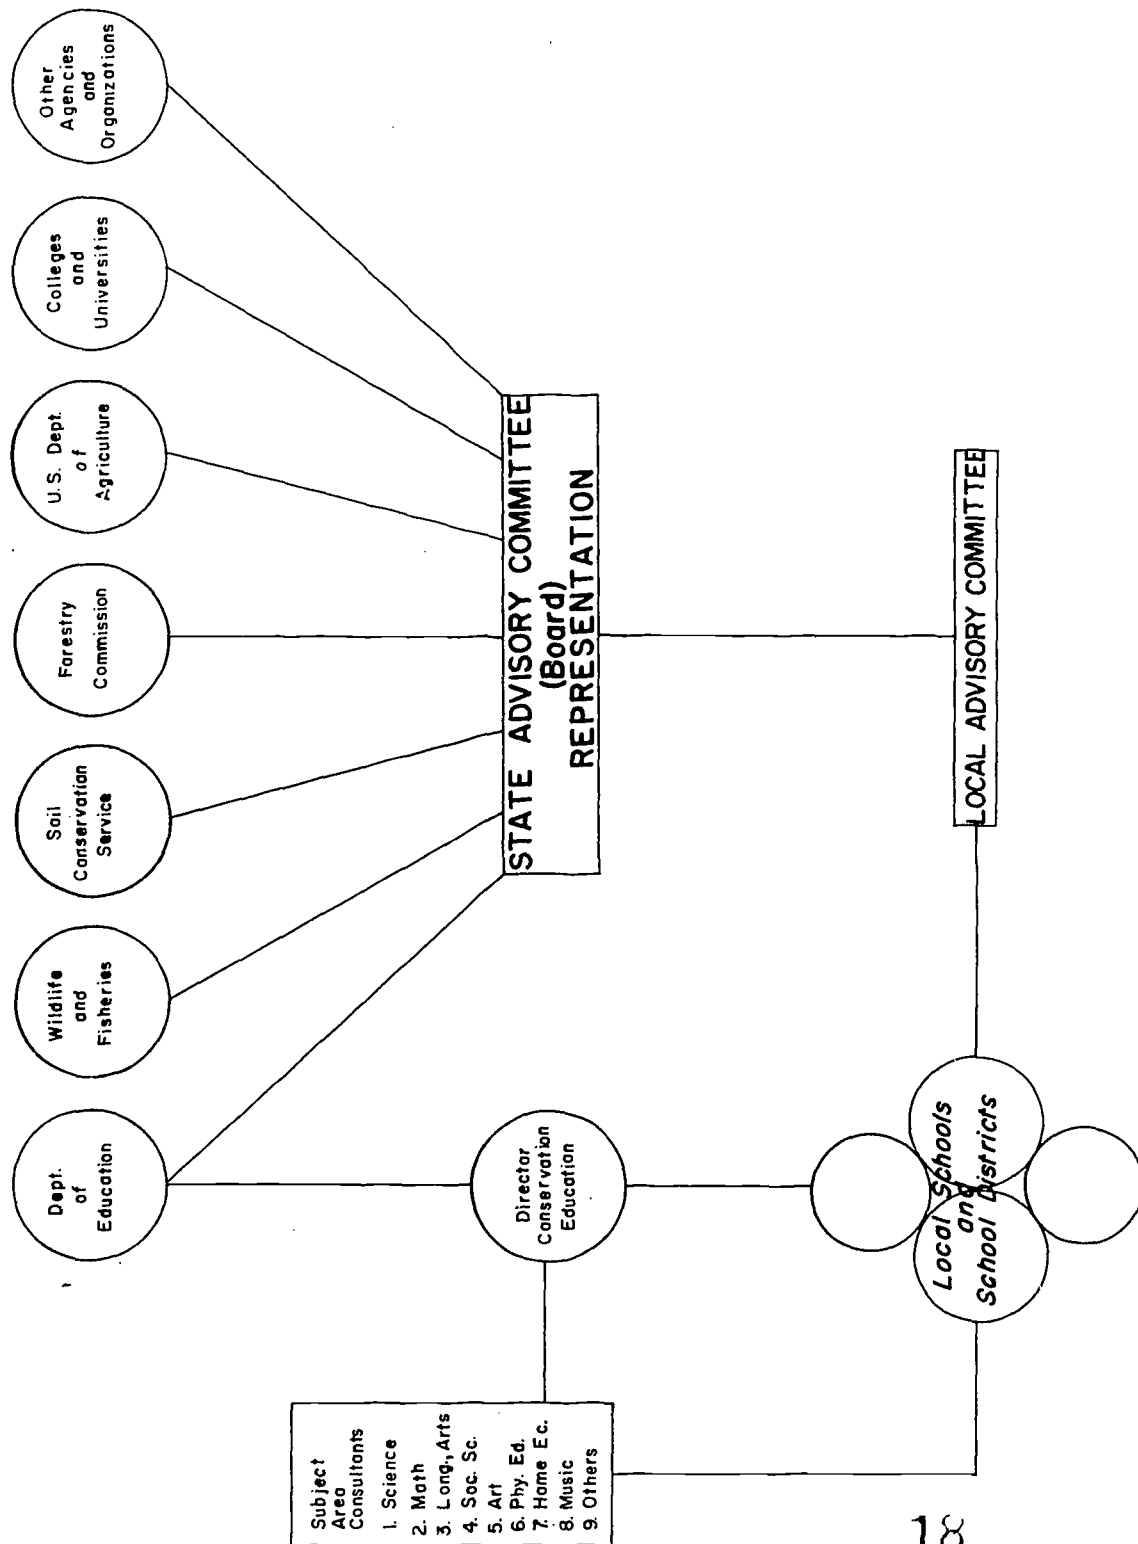 Dept.
of
Education
Wildlife
and
Fisheries
Soil
Conservation
Service
Forestry
Commission
U.S. Dept.
of
Agriculture
Colleges
and
Universities
Other
Agencies
and
Organizations
Subject
Area
Consultants
1. Science
2. Math
3. Lang., Arts
4. Soc. Sc.
5. Art
6. Phy. Ed.
7. Home Ec.
8. Music
9. Others
Director
Conservation
Education
STATE ADVISORY COMMITTEE
(Board)
REPRESENTATION
Local Schools
and
School Districts
LOCAL ADVISORY COMMITTEE
18